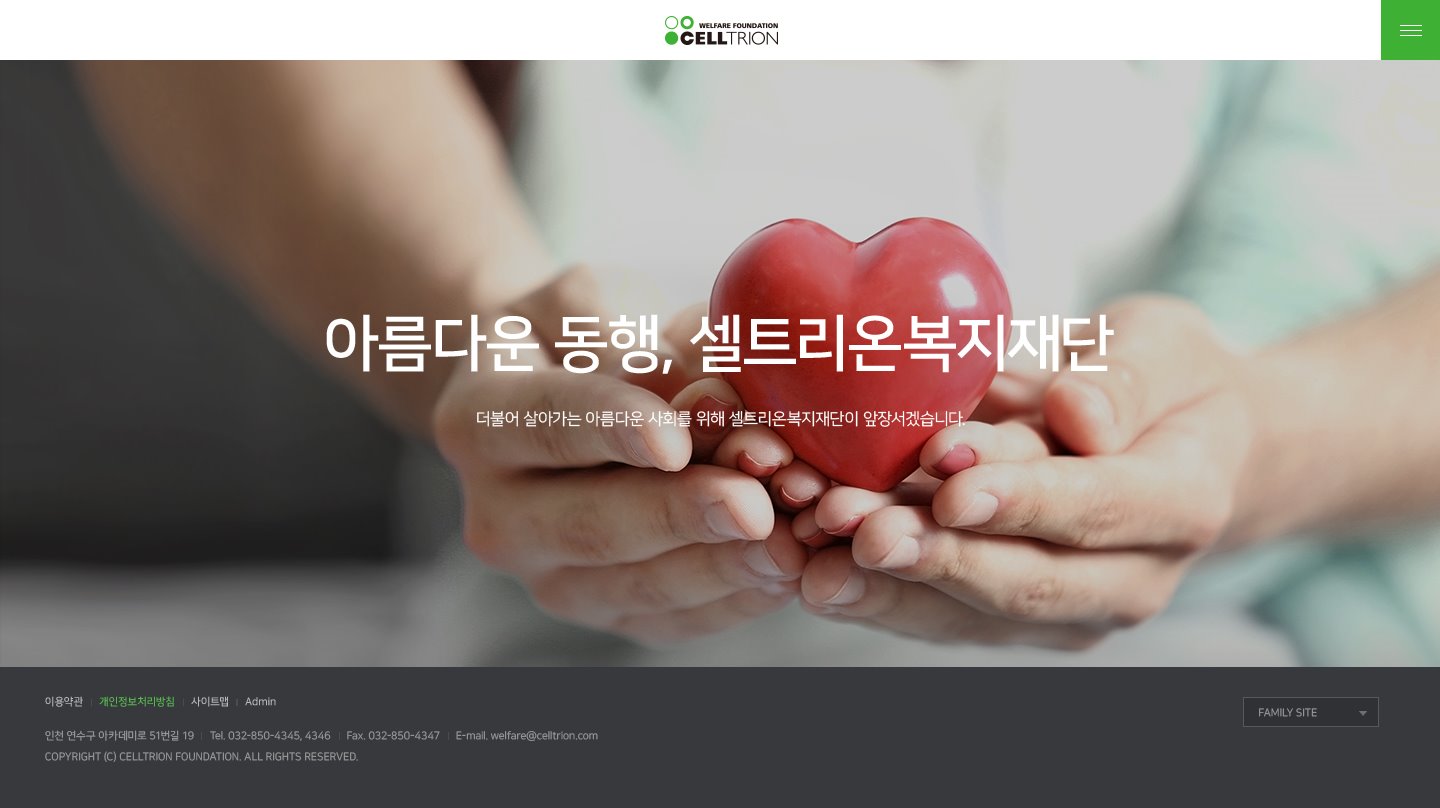 WELFARE FOUNDATION
CELLTRION
아름다운 동행, 셀트리온복지재단
더불어 살아가는 아름다운 사회를 위해 셀트리온복지재단이 앞장서겠습니다.
이용약관 개인정보처리방침 사이트맵 Admin
FAMILY SITE
인천 연수구 아카데미로 51번길 19 Tel. 032-850-4345, 4346 Fax. 032-850-4347 E-mail. welfare@celltrion.com
COPYRIGHT (C) CELLTRION FOUNDATION. ALL RIGHTS RESERVED.